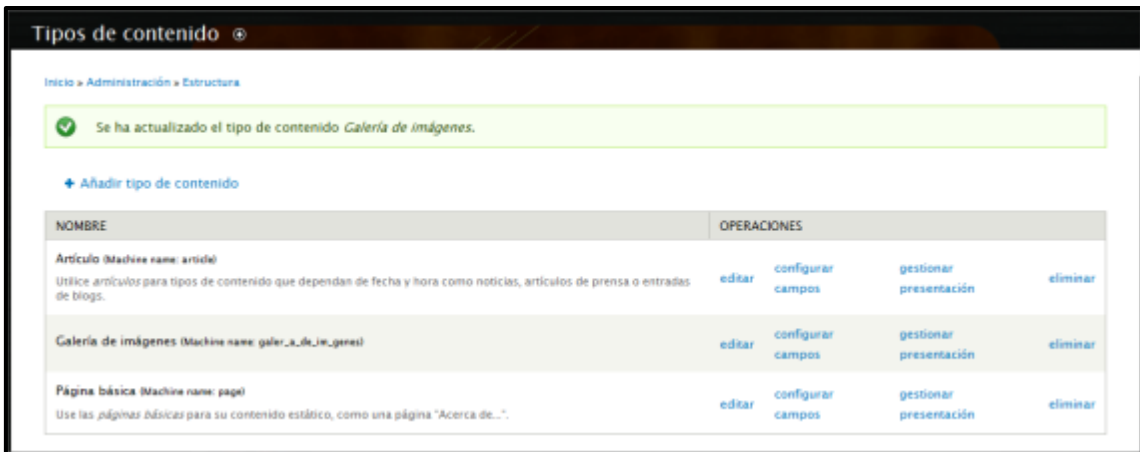 Tipos de contenido
Inicio » Administración » Estructura
Se ha actualizado el tipo de contenido Galería de imágenes.
+ Añadir tipo de contenido
NOMBRE OPERACIONES
Artículo (Machine name: article)
Utilice artículos para tipos de contenido que dependan de fecha y hora como noticias, artículos de prensa o entradas
de blogs.
editar configurar campos gestionar presentación eliminar
Galería de imágenes (Machine name: galer_a_de_im_genes)
editar configurar campos gestionar presentación eliminar
Página básica (Machine name: page)
Use las páginas básicas para su contenido estático, como una página "Acerca de...".
editar configurar campos gestionar presentación eliminar